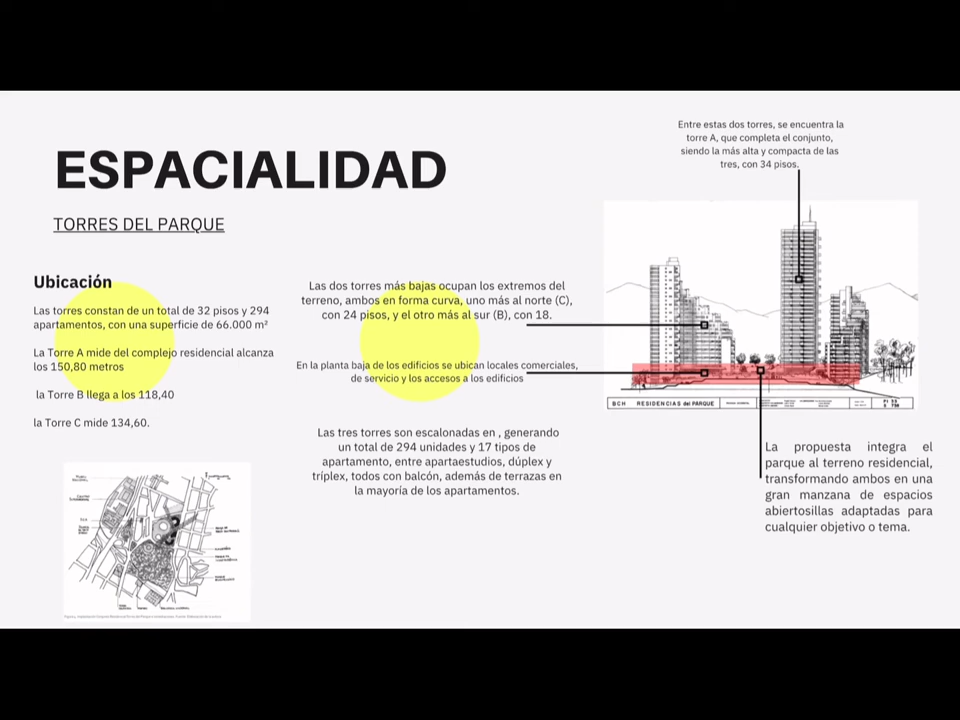 ESPACIALIDAD
TORRES DEL PARQUE
Ubicación
Las torres constan de un total de 32 pisos y 294
apartamentos, con una superficie de 66.000 m²
La Torre A mide del complejo residencial alcanza
los 150,80 metros
la Torre B llega a los 118,40
la Torre C mide 134,60.
Las dos torres más bajas ocupan los extremos del
terreno, ambos en forma curva, uno más al norte (C),
con 24 pisos, y el otro más al sur (B), con 18.
En la planta baja de los edificios se ubican locales comerciales,
de servicio y los accesos a los edificios
Las tres torres son escalonadas en , generando
un total de 294 unidades y 17 tipos de
apartamento, entre apartaestudios, dúplex y
tríplex, todos con balcón, además de terrazas en
la mayoría de los apartamentos.
Entre estas dos torres, se encuentra la
torre A, que completa el conjunto,
siendo la más alta y compacta de las
tres, con 34 pisos.
BCH RESIDENCIAS del PARQUE
La propuesta integra el
parque al terreno residencial,
transformando ambos en una
gran manzana de espacios
abiertosillas adaptadas para
cualquier objetivo o tema.